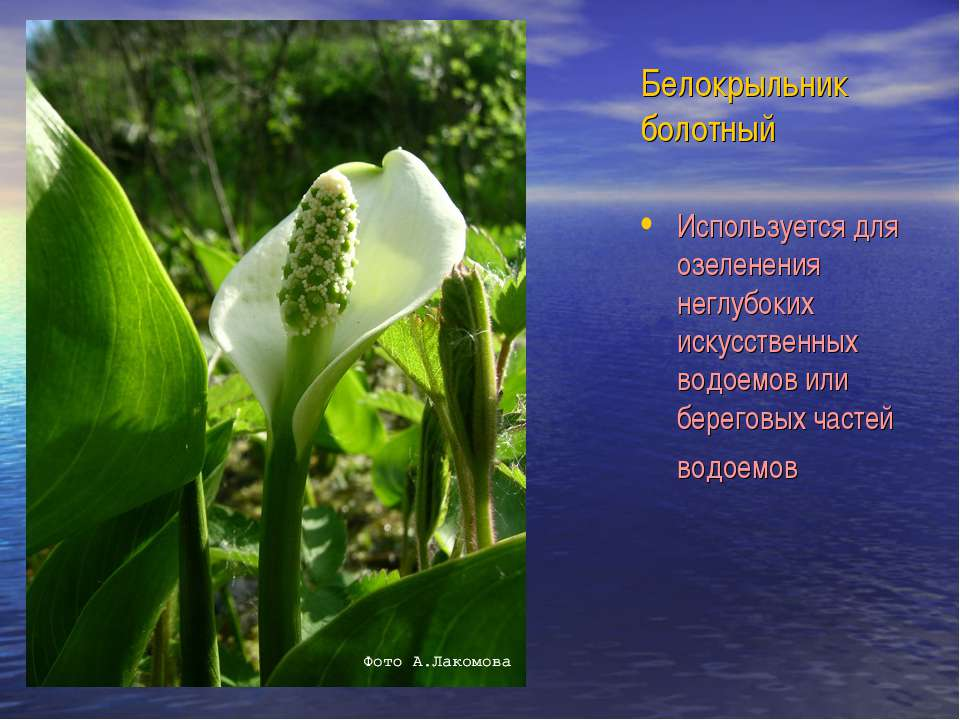 Белокрыльник
болотный
• Используется для
озеленения
неглубоких
искусственных
водоемов или
береговых частей
водоемов
Фото А.Лакомова